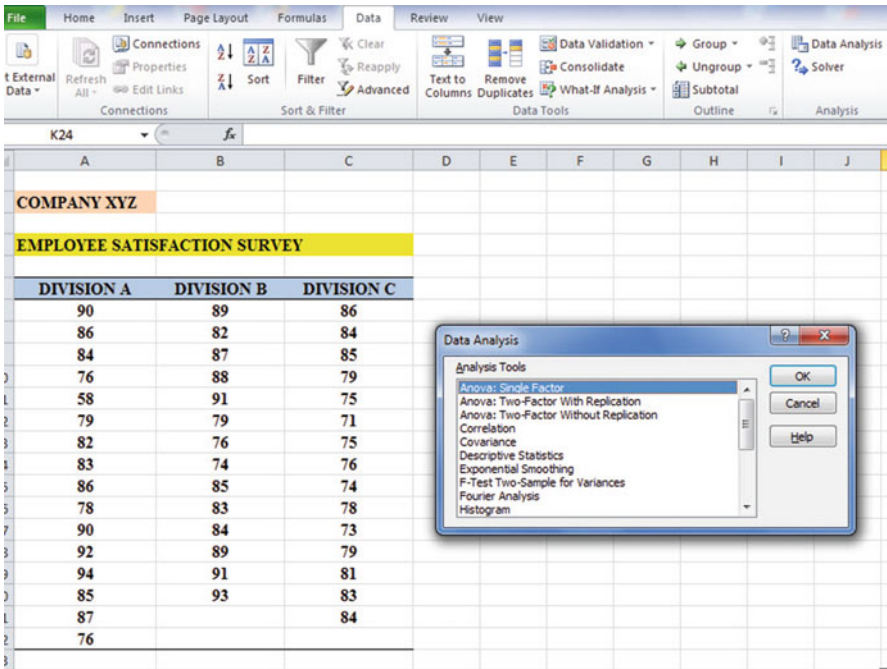 File Home Insert Page Layout Formulas Data Review View
Connections Clear Data Validation Group Data Analysis
Properties Reapply Consolidate Ungroup Solver
t External Data Refresh All Edit Links Sort Filter Advanced Text to Columns Remove Duplicates What-If Analysis Subtotal
Connections Sort & Filter Data Tools Outline Analysis
K24 fx
A B C D E F G H I J
COMPANY XYZ
EMPLOYEE SATISFACTION SURVEY
DIVISION A DIVISION B DIVISION C
90 89 86
86 82 84
84 87 85
76 88 79
58 91 75
79 79 71
82 76 75
83 74 76
86 85 74
78 83 78
90 84 73
92 89 79
94 91 81
85 93 83
87 84
76
Data Analysis
Analysis Tools
Anova: Single Factor
Anova: Two-Factor With Replication
Anova: Two-Factor Without Replication
Correlation
Covariance
Descriptive Statistics
Exponential Smoothing
F-Test Two-Sample for Variances
Fourier Analysis
Histogram
OK
Cancel
Help